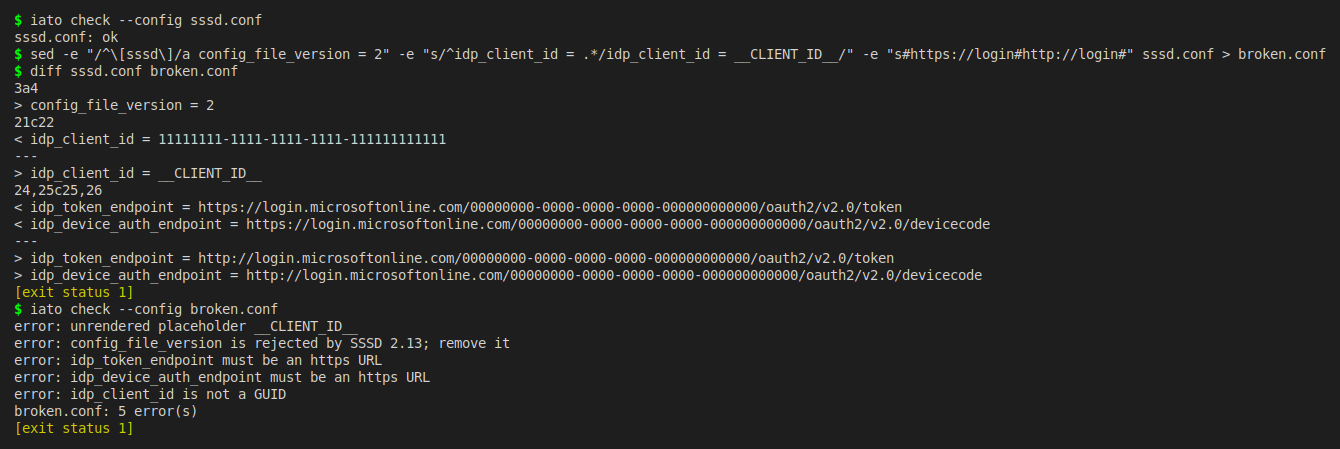 $ iato check --config sssd.conf
sssd.conf: ok
$ sed -e "/^\[sssd\]/a config_file_version = 2" -e "s/^idp_client_id = .*/idp_client_id = __CLIENT_ID__/" -e "s#https://login#http://login#" sssd.conf > broken.conf
$ diff sssd.conf broken.conf
3a4
> config_file_version = 2
21c22
< idp_client_id = 11111111-1111-1111-1111-111111111111
---
> idp_client_id = __CLIENT_ID__
24,25c25,26
< idp_token_endpoint = https://login.microsoftonline.com/00000000-0000-0000-0000-000000000000/oauth2/v2.0/token
< idp_device_auth_endpoint = https://login.microsoftonline.com/00000000-0000-0000-0000-000000000000/oauth2/v2.0/devicecode
---
> idp_token_endpoint = http://login.microsoftonline.com/00000000-0000-0000-0000-000000000000/oauth2/v2.0/token
> idp_device_auth_endpoint = http://login.microsoftonline.com/00000000-0000-0000-0000-000000000000/oauth2/v2.0/devicecode
[exit status 1]
$ iato check --config broken.conf
error: unrendered placeholder __CLIENT_ID__
error: config_file_version is rejected by SSSD 2.13; remove it
error: idp_token_endpoint must be an https URL
error: idp_device_auth_endpoint must be an https URL
error: idp_client_id is not a GUID
broken.conf: 5 error(s)
[exit status 1]